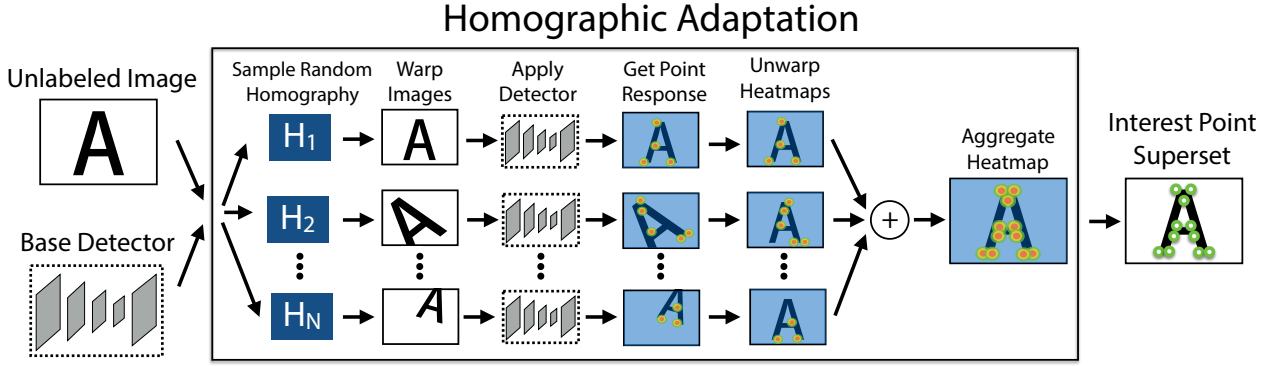 Homographic Adaptation
Unlabeled Image
A
Base Detector
Sample Random
Homography
Warp
Images
Apply
Detector
Get Point
Response
Unwarp
Heatmaps
H1
A
A
A
H2
A
A
A
HN
A
A
A
+
Aggregate
Heatmap
A
Interest Point
Superset
A